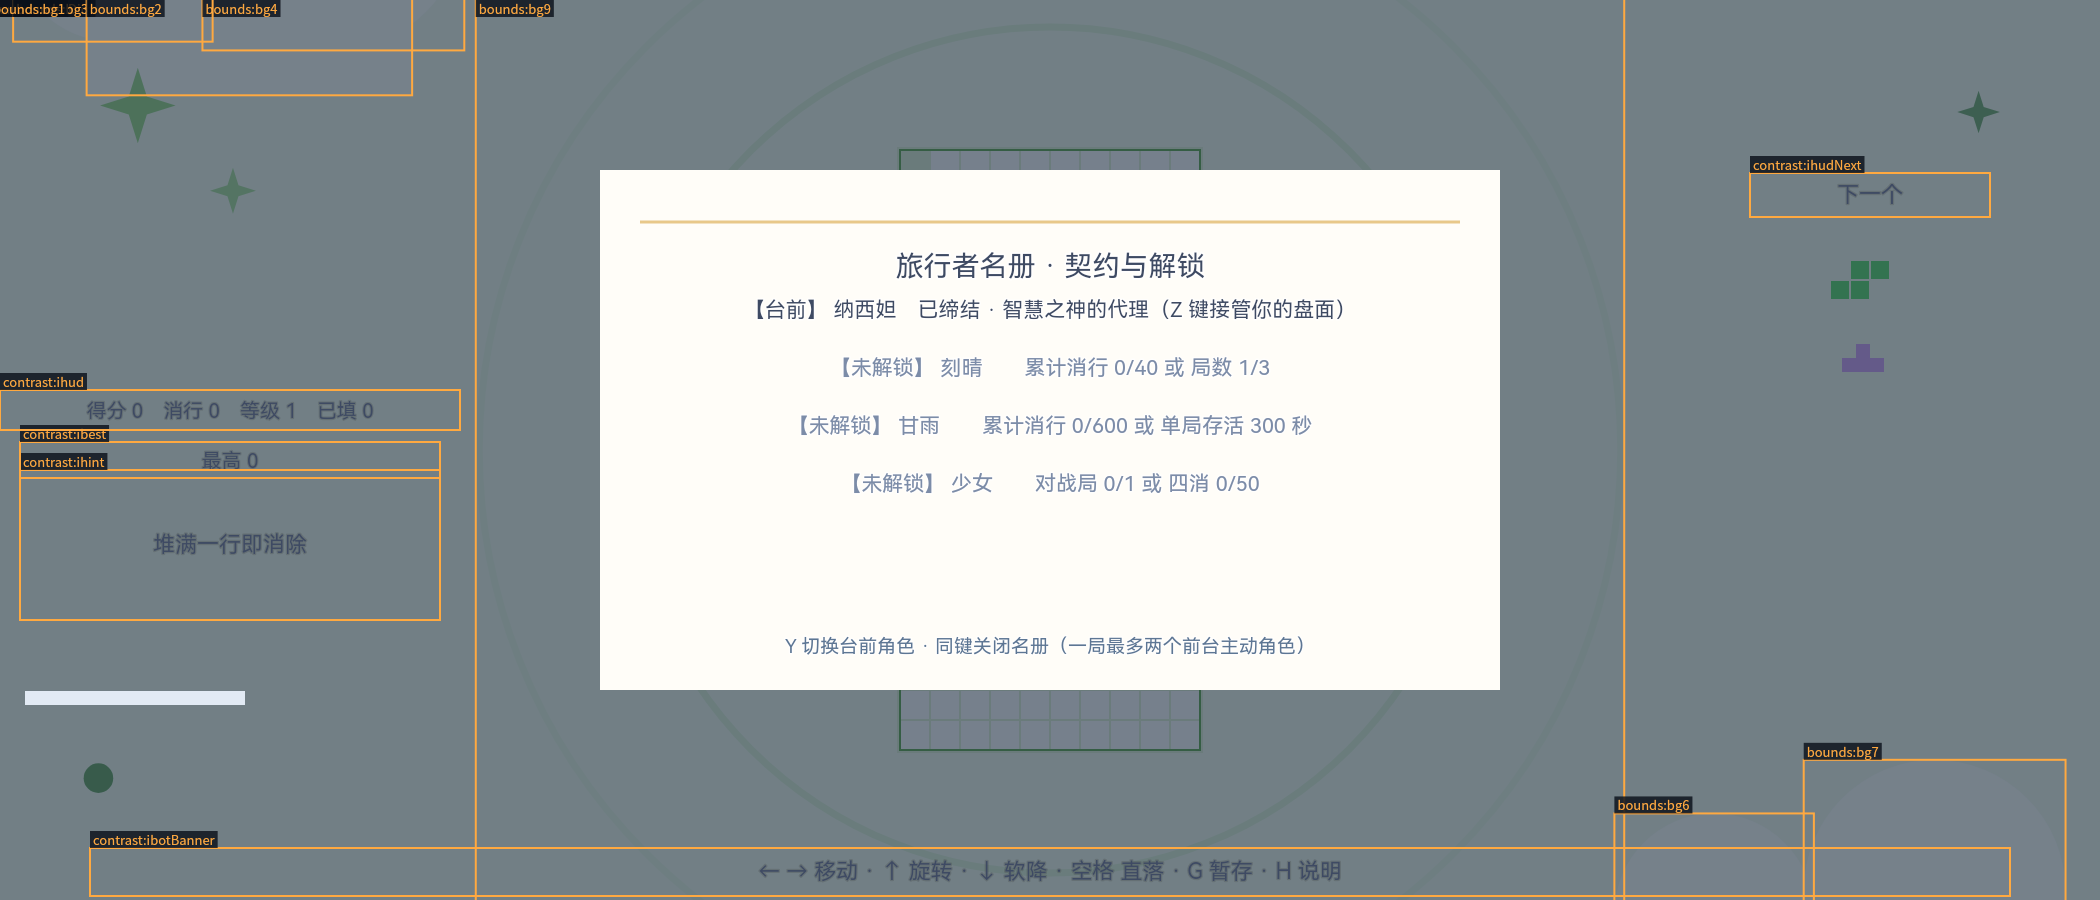 bounds:bg1
bg3
bounds:bg2
bounds:bg4
bounds:bg9
contrast:ihudNext
下一个
旅行者名册 · 契约与解锁
【台前】 纳西妲 已缔结 · 智慧之神的代理（Z 键接管你的盘面）
【未解锁】 刻晴 累计消行 0/40 或 局数 1/3
【未解锁】 甘雨 累计消行 0/600 或 单局存活 300 秒
【未解锁】 少女 对战局 0/1 或 四消 0/50
Y 切换台前角色 · 同键关闭名册（一局最多两个前台主动角色）
contrast:ihud
得分 0 消行 0 等级 1 已填 0
contrast:ibest
最高 0
contrast:ihint
堆满一行即消除
bounds:bg7
bounds:bg6
contrast:ibotBanner
← → 移动 · ↑ 旋转 · ↓ 软降 · 空格 直落 · G 暂存 · H 说明